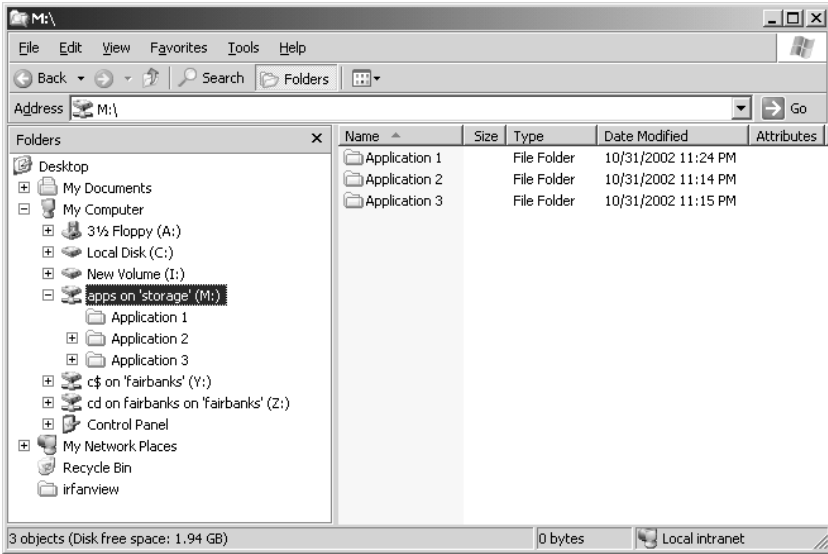 M:\
File Edit View Favorites Tools Help
Back Search Folders
Address M:\ Go
Folders
Desktop
My Documents
My Computer
3½ Floppy (A:)
Local Disk (C:)
New Volume (I:)
apps on 'storage' (M:)
Application 1
Application 2
Application 3
c$ on 'fairbanks' (Y:)
cd on fairbanks on 'fairbanks' (Z:)
Control Panel
My Network Places
Recycle Bin
irfanview
Name Size Type Date Modified Attributes
Application 1 File Folder 10/31/2002 11:24 PM
Application 2 File Folder 10/31/2002 11:14 PM
Application 3 File Folder 10/31/2002 11:15 PM
3 objects (Disk free space: 1.94 GB) 0 bytes Local intranet